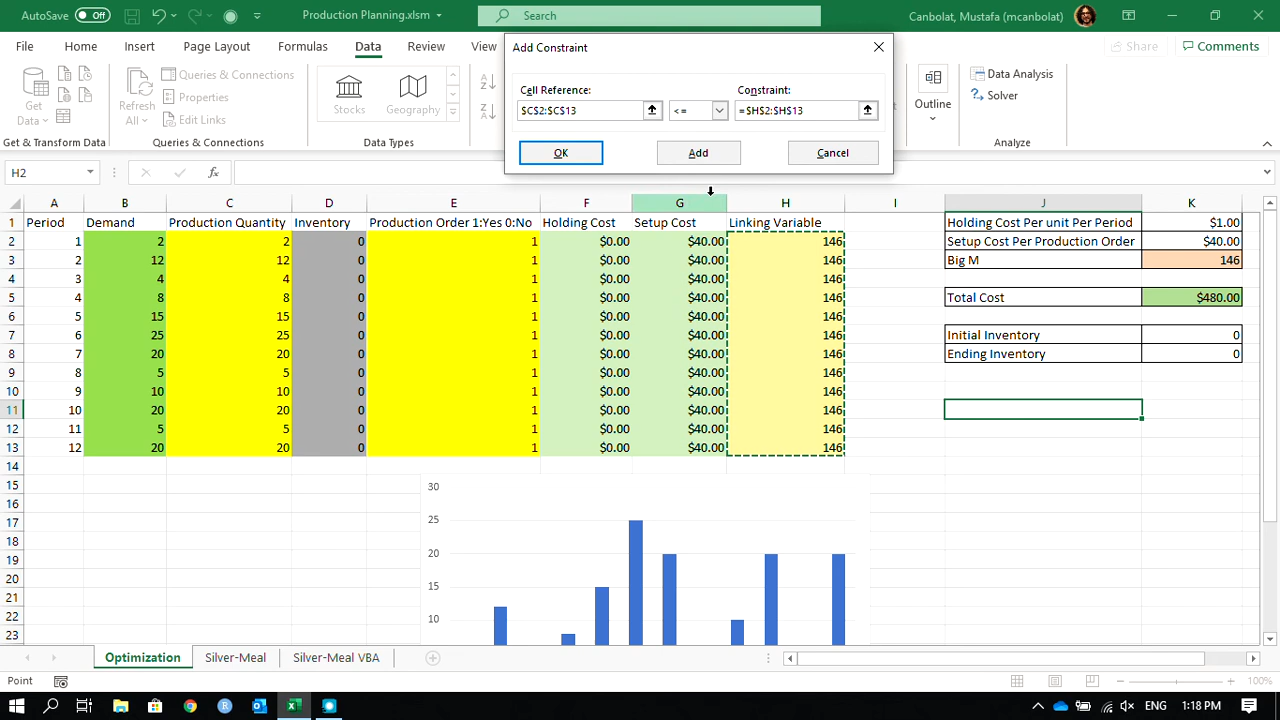 AutoSave Off Production Planning.xlsm Search Canbolat, Mustafa (mcanbolat)
File Home Insert Page Layout Formulas Data Review View Share Comments
Add Constraint
Cell Reference: Constraint:
$C$2:$C$13 <= =$H$2:$H$13
OK Add Cancel
Get Data
Refresh All
Queries & Connections
Properties
Edit Links
Stocks Geography
Outline
Data Analysis
Solver
Get & Transform Data Queries & Connections Data Types Analyze
H2 fx
A B C D E F G H I J K
1 Period Demand Production Quantity Inventory Production Order 1:Yes 0:No Holding Cost Setup Cost Linking Variable Holding Cost Per unit Per Period $1.00
2 1 2 2 0 1 $0.00 $40.00 146 Setup Cost Per Production Order $40.00
3 2 12 12 0 1 $0.00 $40.00 146 Big M 146
4 3 4 4 0 1 $0.00 $40.00 146
5 4 8 8 0 1 $0.00 $40.00 146 Total Cost $480.00
6 5 15 15 0 1 $0.00 $40.00 146
7 6 25 25 0 1 $0.00 $40.00 146 Initial Inventory 0
8 7 20 20 0 1 $0.00 $40.00 146 Ending Inventory 0
9 8 5 5 0 1 $0.00 $40.00 146
10 9 10 10 0 1 $0.00 $40.00 146
11 10 20 20 0 1 $0.00 $40.00 146
12 11 5 5 0 1 $0.00 $40.00 146
13 12 20 20 0 1 $0.00 $40.00 146
14
15 30
16
17 25
18
19 20
20
21 15
22
23 10
Optimization Silver-Meal Silver-Meal VBA
Point 100%
ENG 1:18 PM